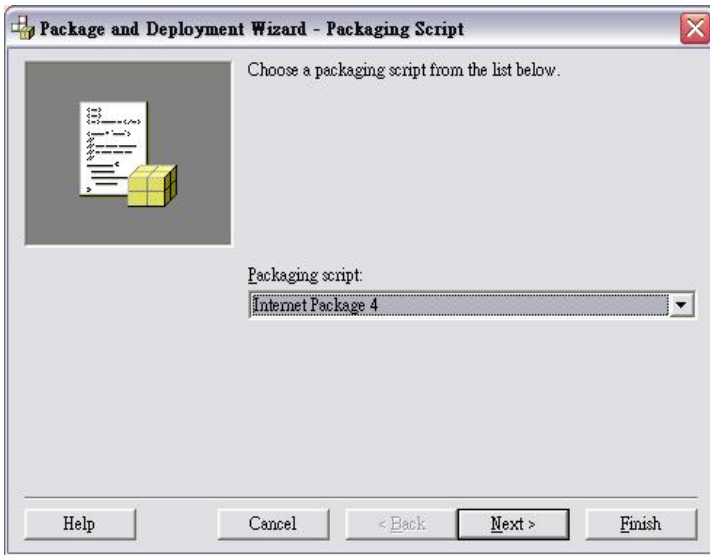 Package and Deployment Wizard - Packaging Script
Choose a packaging script from the list below.
Packaging script:
Internet Package 4
Help
Cancel
< Back
Next >
Finish